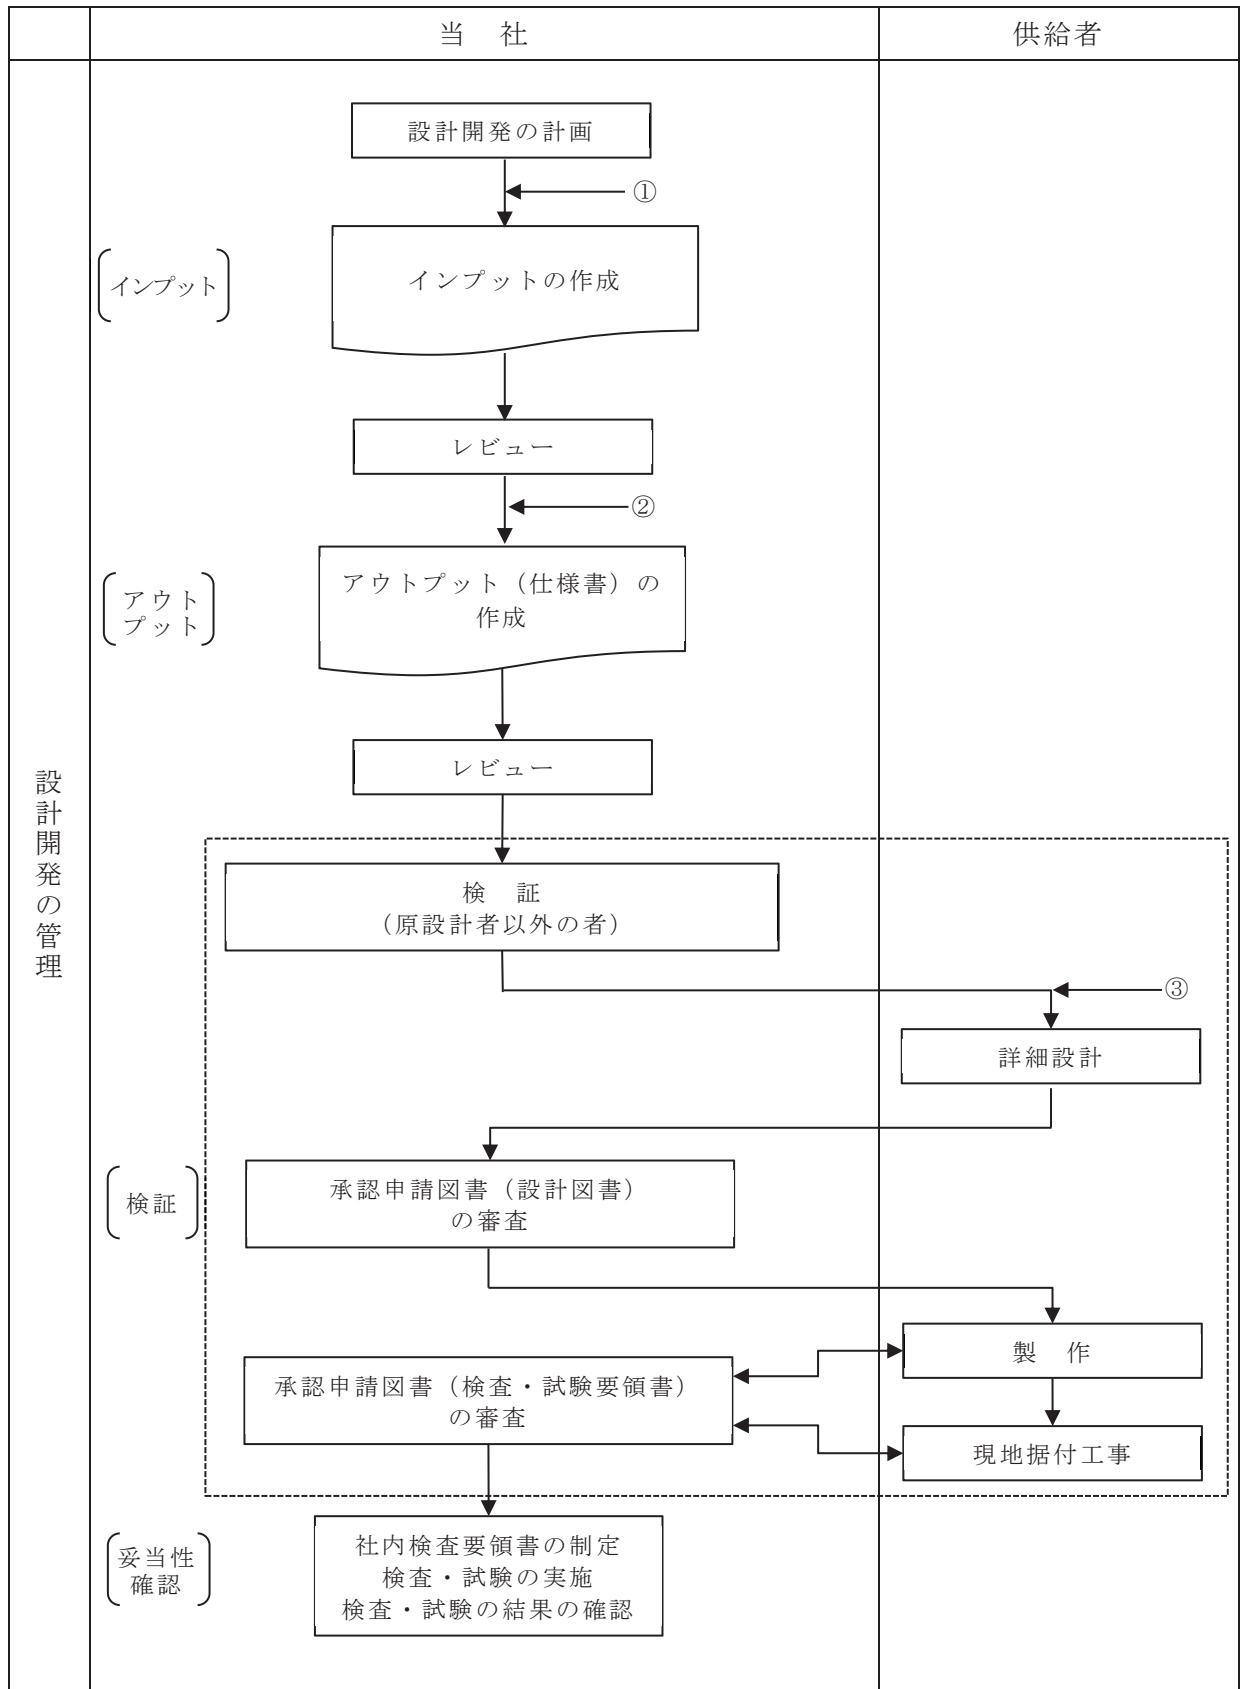 当　社
供給者
設計開発の管理
設計開発の計画
①
インプット
インプットの作成
レビュー
②
アウト
プット
アウトプット（仕様書）の
作成
レビュー
検　証
（原設計者以外の者）
③
詳細設計
検証
承認申請図書（設計図書）
の審査
製　作
承認申請図書（検査・試験要領書）
の審査
現地据付工事
妥当性
確認
社内検査要領書の制定
検査・試験の実施
検査・試験の結果の確認